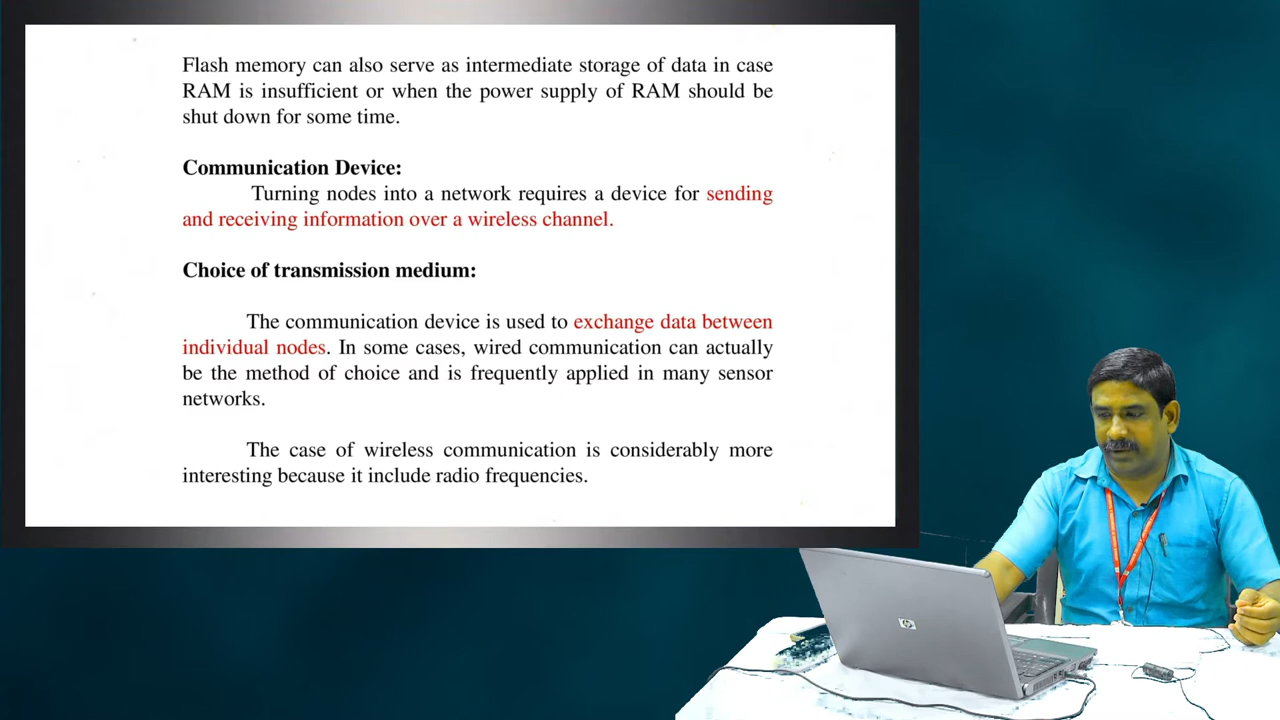 Flash memory can also serve as intermediate storage of data in case
RAM is insufficient or when the power supply of RAM should be
shut down for some time.
Communication Device:
Turning nodes into a network requires a device for sending
and receiving information over a wireless channel.
Choice of transmission medium:
The communication device is used to exchange data between
individual nodes. In some cases, wired communication can actually
be the method of choice and is frequently applied in many sensor
networks.
The case of wireless communication is considerably more
interesting because it include radio frequencies.
hp